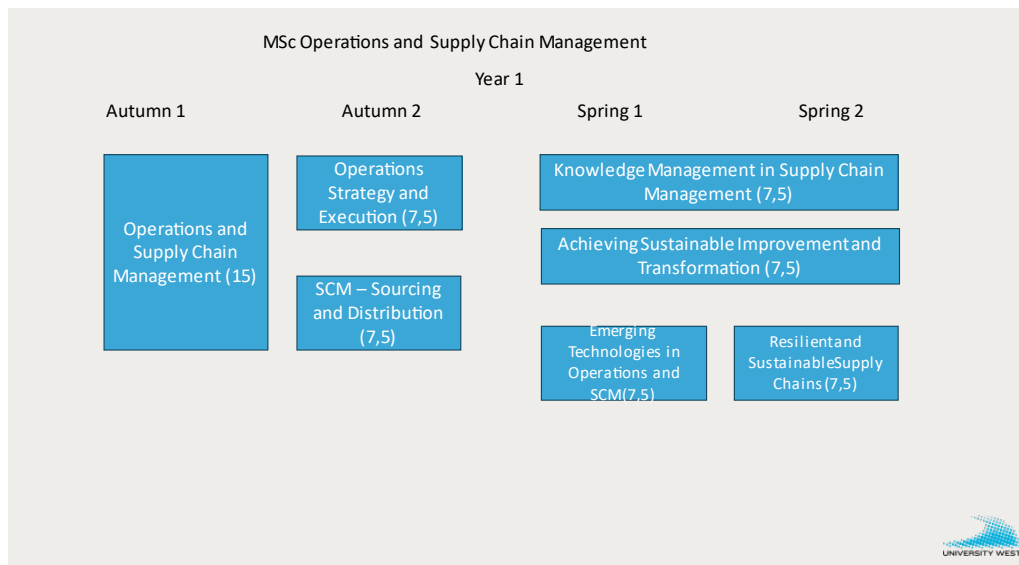 MSc Operations and Supply Chain Management
Year 1
Autumn 1
Autumn 2
Spring 1
Spring 2
Operations and
Supply Chain
Management (15)
Operations
Strategy and
Execution (7,5)
SCM – Sourcing
and Distribution
(7,5)
Knowledge Management in Supply Chain
Management (7,5)
Achieving Sustainable Improvement and
Transformation (7,5)
Emerging
Technologies in
Operations and
SCM(7,5)
Resilient and
Sustainable Supply
Chains (7,5)
UNIVERSITY WEST